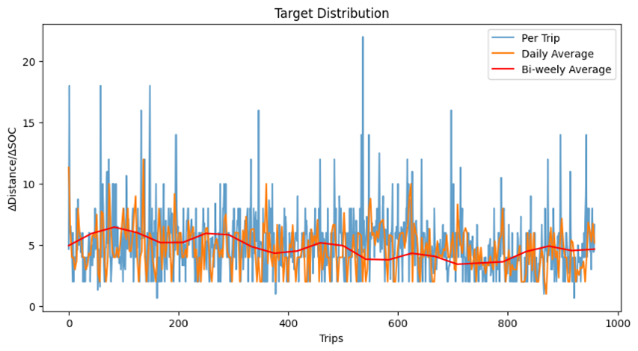 Target Distribution
Per Trip
Daily Average
Bi-weely Average
ΔDistance/ΔSOC
20
15
10
5
0
0
200
400
600
800
1000
Trips